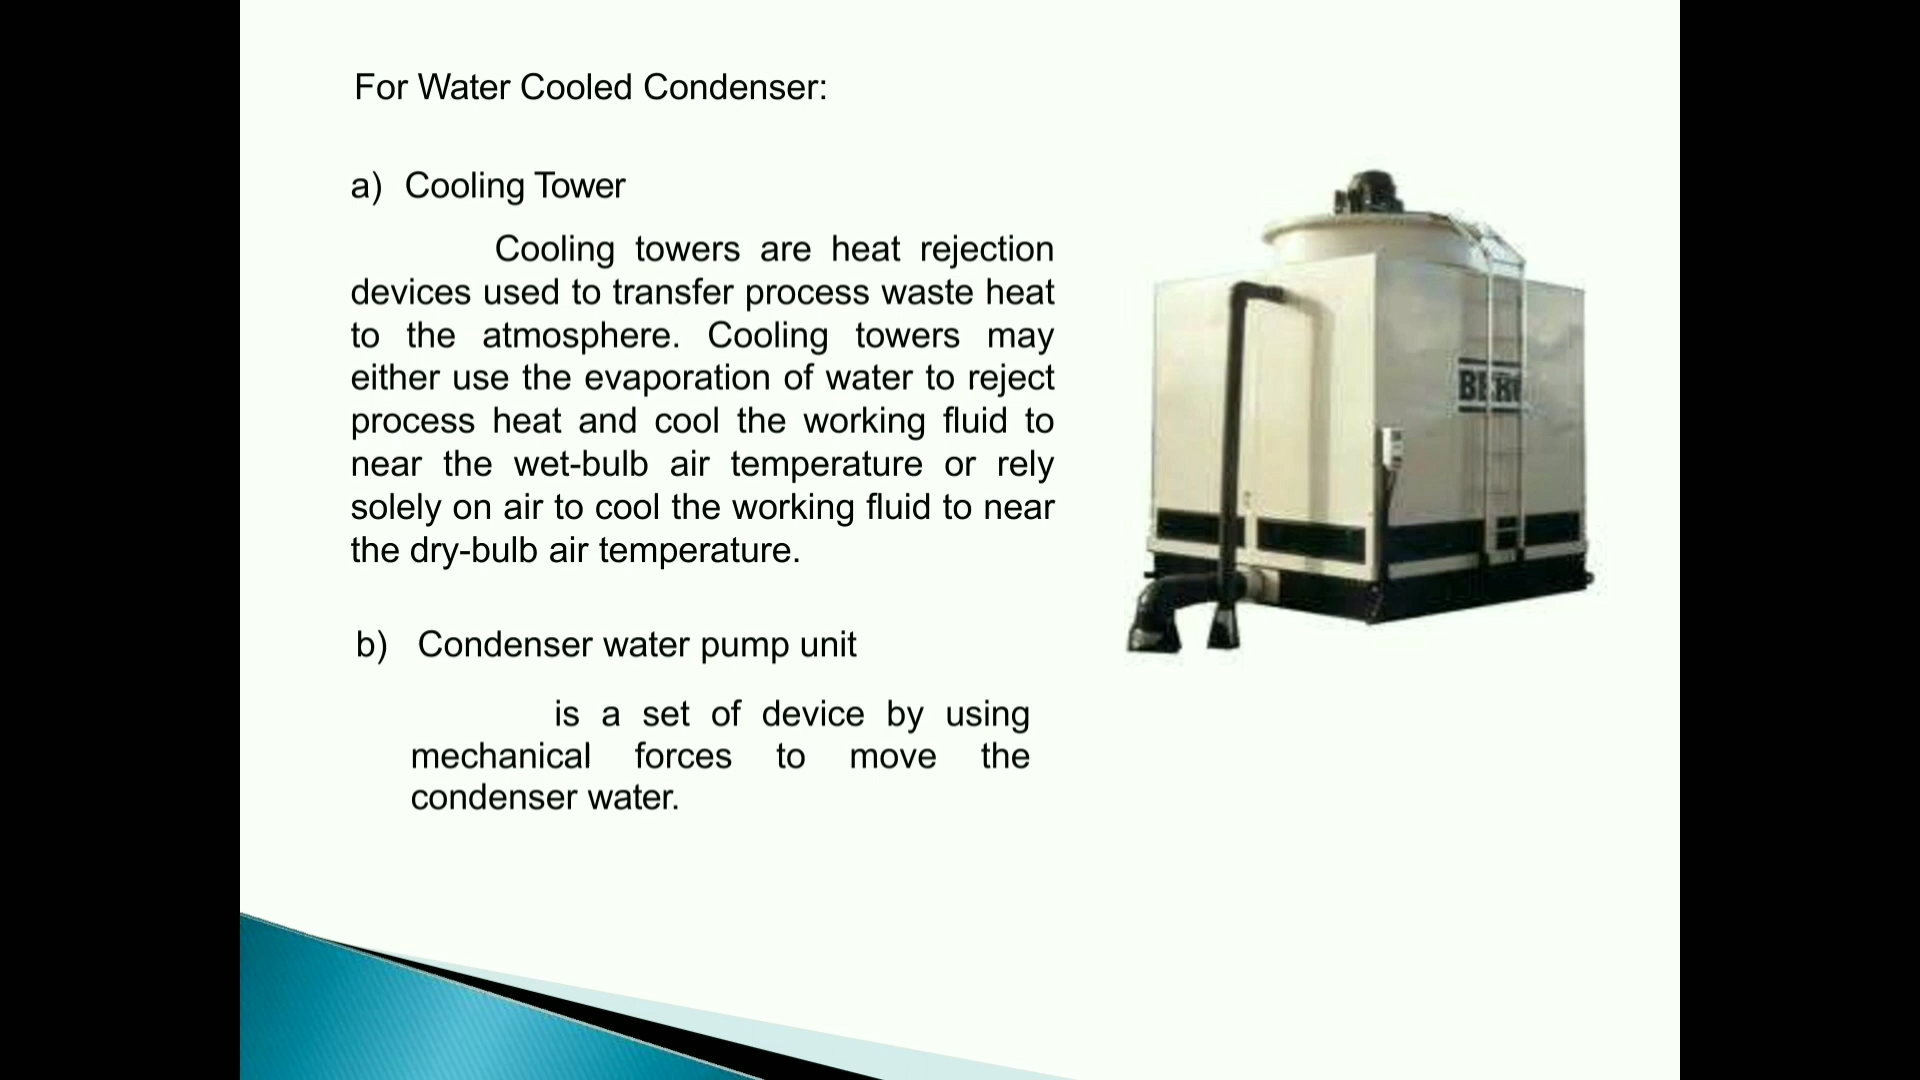 For Water Cooled Condenser:
a) Cooling Tower
Cooling towers are heat rejection
devices used to transfer process waste heat
to the atmosphere. Cooling towers may
either use the evaporation of water to reject
process heat and cool the working fluid to
near the wet-bulb air temperature or rely
solely on air to cool the working fluid to near
the dry-bulb air temperature.
b) Condenser water pump unit
is a set of device by using
mechanical forces to move the
condenser water.